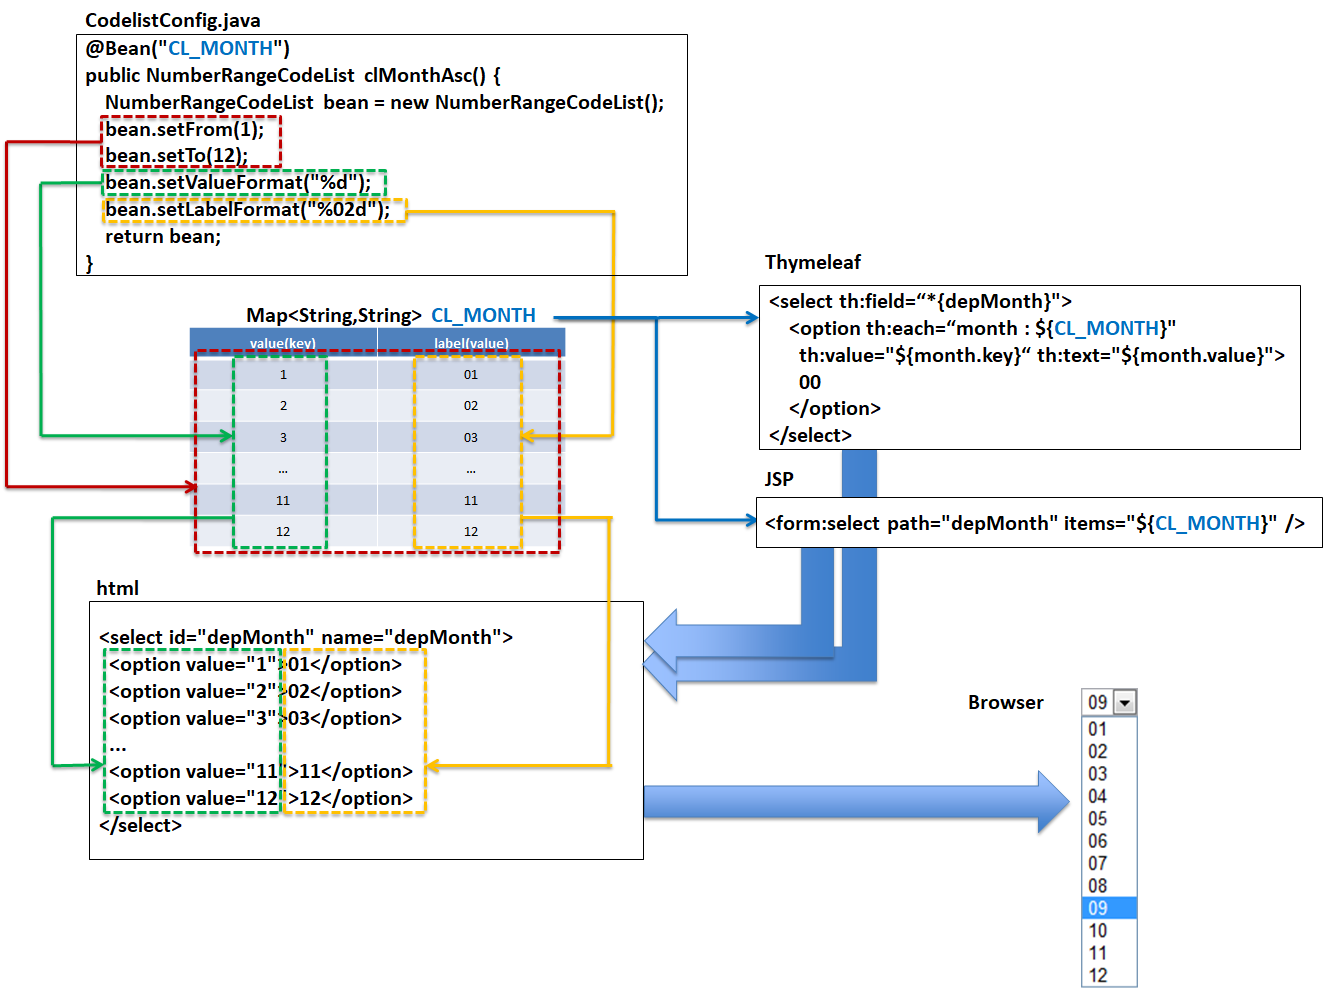 CodelistConfig.java
@Bean("CL_MONTH")
public NumberRangeCodeList clMonthAsc() {
NumberRangeCodeList bean = new NumberRangeCodeList();
bean.setFrom(1);
bean.setTo(12);
bean.setValueFormat("%d");
bean.setLabelFormat("%02d");
return bean;
}
Map<String,String> CL_MONTH
value(key) label(value)
1 01
2 02
3 03
... ...
11 11
12 12
Thymeleaf
<select th:field=“*{depMonth}">
<option th:each=“month : ${CL_MONTH}"
th:value="${month.key}“ th:text="${month.value}">
00
</option>
</select>
JSP
<form:select path="depMonth" items="${CL_MONTH}" />
html
<select id="depMonth" name="depMonth">
<option value="1">01</option>
<option value="2">02</option>
<option value="3">03</option>
...
<option value="11">11</option>
<option value="12">12</option>
</select>
Browser
09
01
02
03
04
05
06
07
08
09
10
11
12